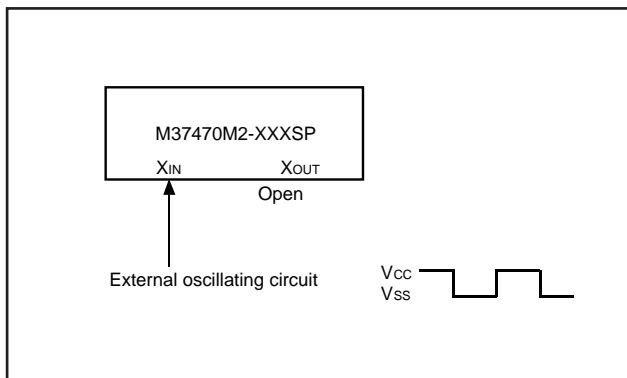 M37470M2-XXXSP
XIN XOUT
Open
External oscillating circuit
VCC
VSS